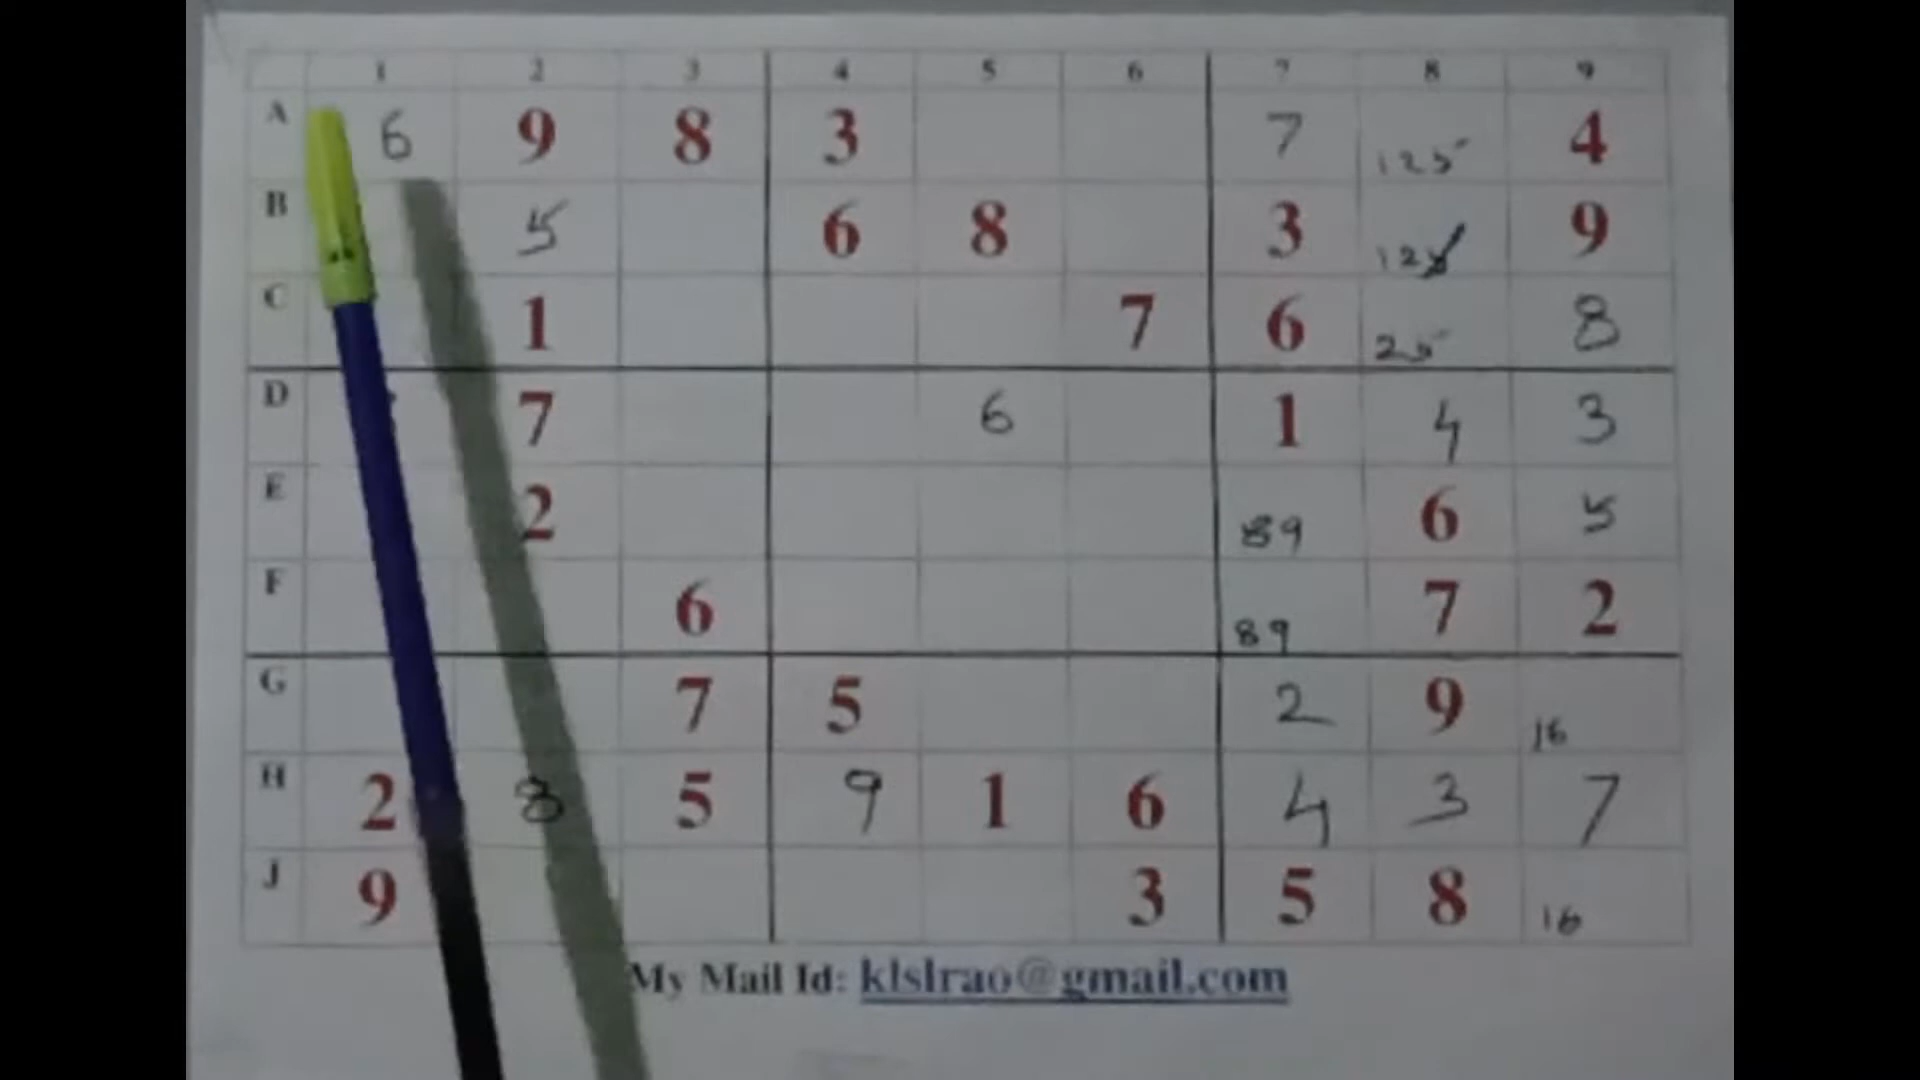 1 2 3 4 5 6 7 8 9
A 6 9 8 3 7 125 4
B 5 6 8 3 125 9
C 1 7 6 25 8
D 7 6 1 4 3
E 2 89 6 5
F 6 89 7 2
G 7 5 2 9 16
H 2 8 5 9 1 6 4 3 7
J 9 3 5 8 16
My Mail Id: klslrao@gmail.com